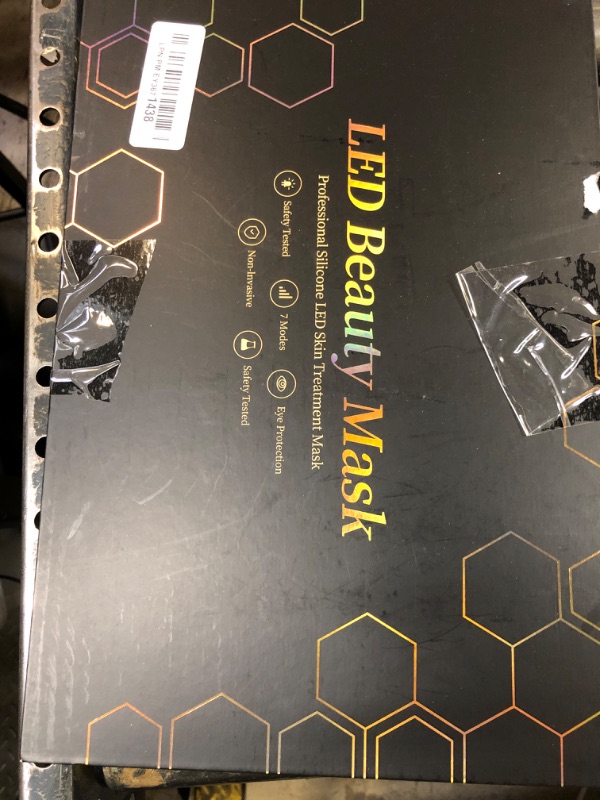 LED Beauty Mask
Professional Silicone LED Skin Treatment Mask
Safety Tested
7 Modes
Eye Protection
Non-Invasive
Safety Tested
1438